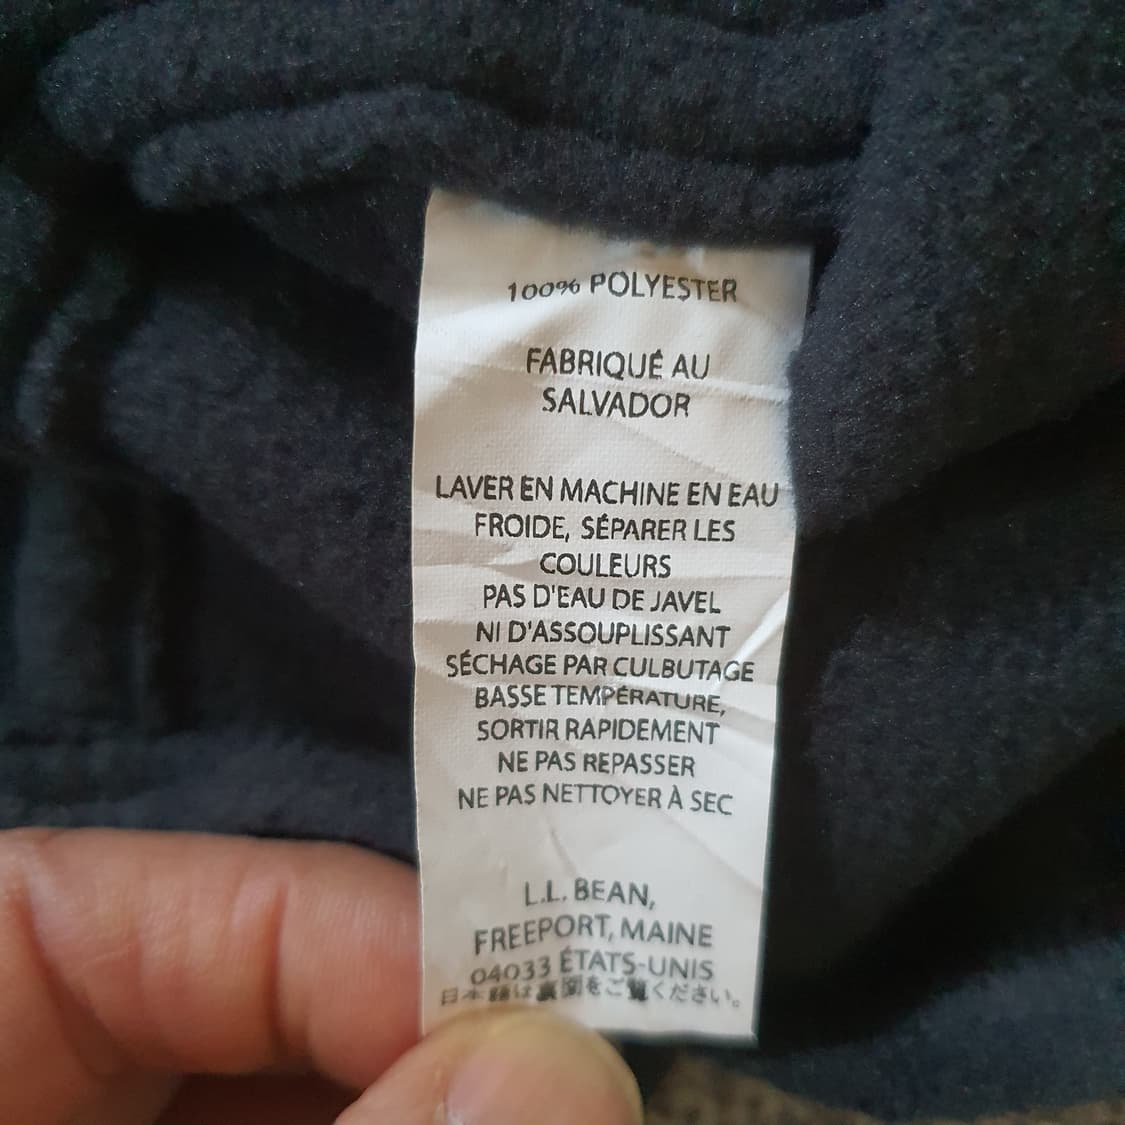 100% POLYESTER
FABRIQUÉ AU
SALVADOR
LAVER EN MACHINE EN EAU
FROIDE, SÉPARER LES
COULEURS
PAS D'EAU DE JAVEL
NI D'ASSOUPLISSANT
SÉCHAGE PAR CULBUTAGE
BASSE TEMPÉRATURE,
SORTIR RAPIDEMENT
NE PAS REPASSER
NE PAS NETTOYER À SEC
L.L. BEAN,
FREEPORT, MAINE
04033 ÉTATS-UNIS
日本語は裏面をご覧ください。